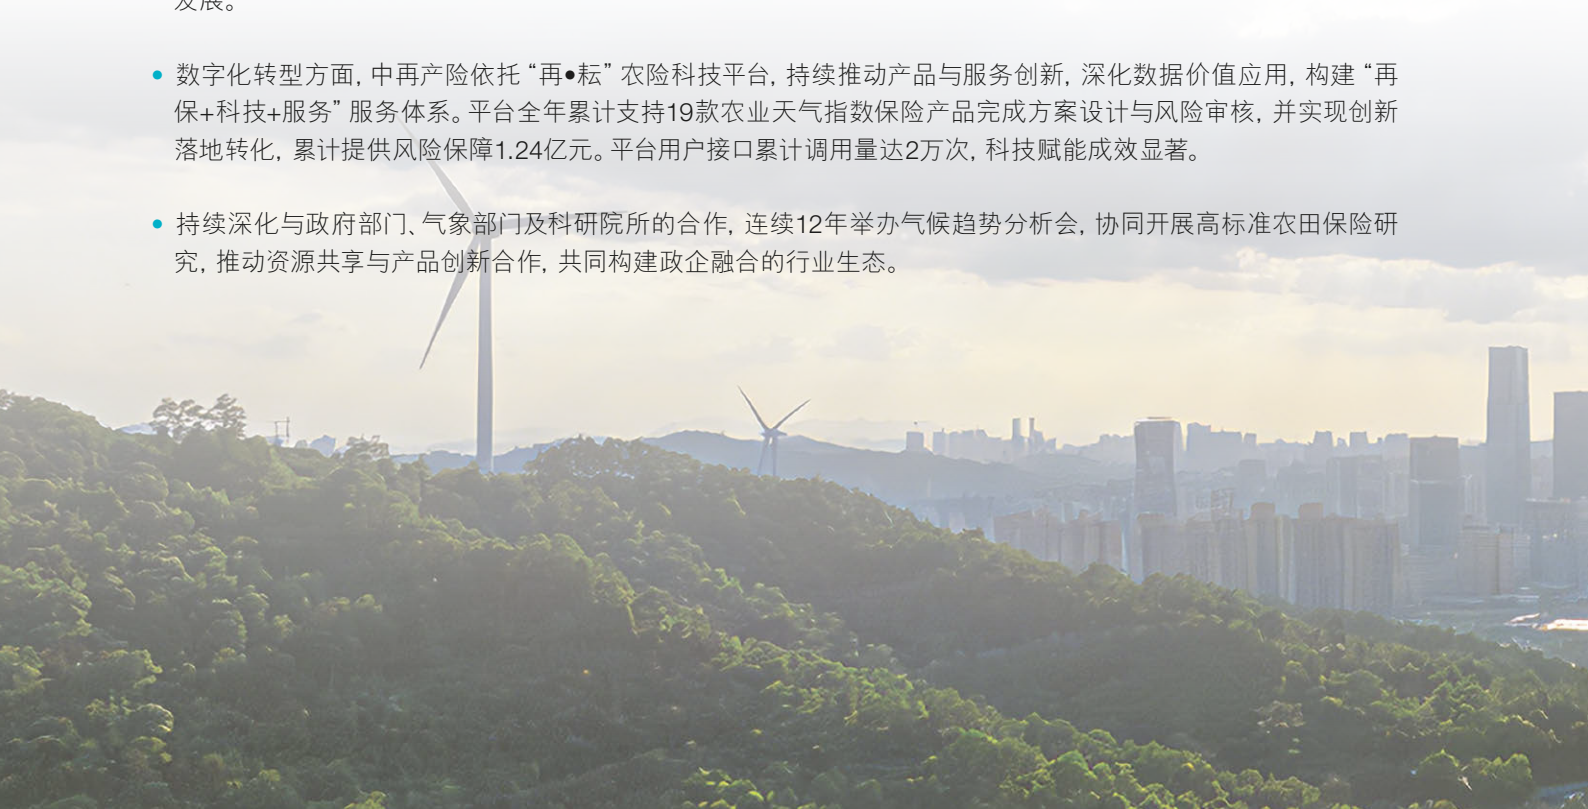 发展。
• 数字化转型方面，中再产险依托“再•耘”农险科技平台，持续推动产品与服务创新，深化数据价值应用，构建“再
保+科技+服务”服务体系。平台全年累计支持19款农业天气指数保险产品完成方案设计与风险审核，并实现创新
落地转化，累计提供风险保障1.24亿元。平台用户接口累计调用量达2万次，科技赋能成效显著。
• 持续深化与政府部门、气象部门及科研院所的合作，连续12年举办气候趋势分析会，协同开展高标准农田保险研
究，推动资源共享与产品创新合作，共同构建政企融合的行业生态。